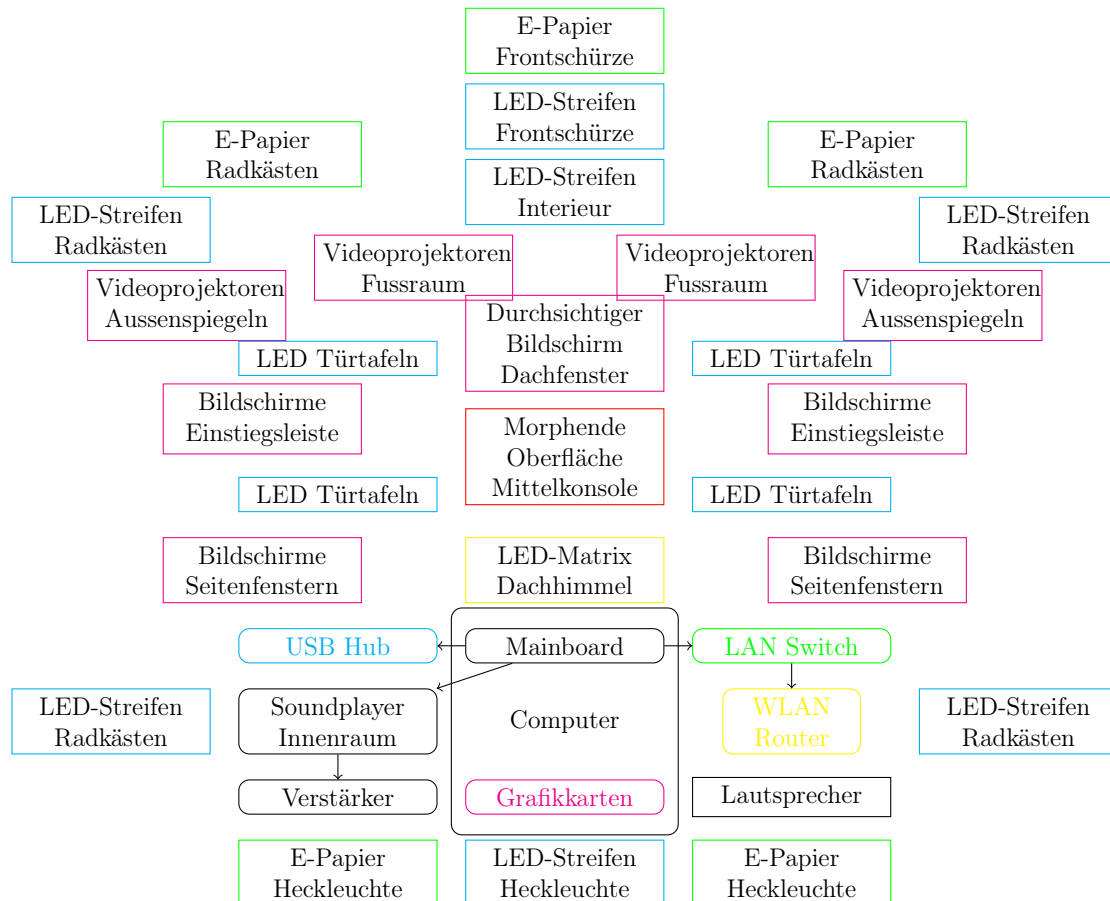 E-Papier
Frontschürze
LED-Streifen
Frontschürze
E-Papier
Radkästen
E-Papier
Radkästen
LED-Streifen
Interieur
LED-Streifen
Radkästen
LED-Streifen
Radkästen
Videoprojektoren
Fussraum
Videoprojektoren
Fussraum
Videoprojektoren
Aussenspiegeln
Durchsichtiger
Bildschirm
Dachfenster
Videoprojektoren
Aussenspiegeln
LED Türtafeln
LED Türtafeln
Bildschirme
Einstiegsleiste
Morphende
Oberfläche
Mittelkonsole
Bildschirme
Einstiegsleiste
LED Türtafeln
LED Türtafeln
Bildschirme
Seitenfenstern
LED-Matrix
Dachhimmel
Bildschirme
Seitenfenstern
USB Hub
Mainboard
LAN Switch
LED-Streifen
Radkästen
Soundplayer
Innenraum
Computer
WLAN
Router
LED-Streifen
Radkästen
Verstärker
Grafikkarten
Lautsprecher
E-Papier
Heckleuchte
LED-Streifen
Heckleuchte
E-Papier
Heckleuchte